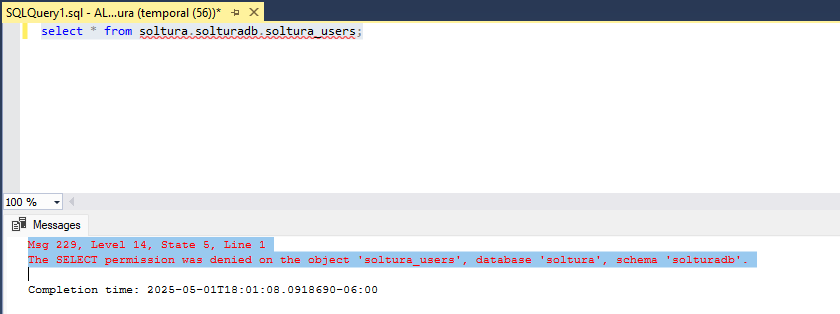 SQLQuery1.sql - AL...ura (temporal (56))*
select * from soltura.solturadb.soltura_users;
100 %
Messages
Msg 229, Level 14, State 5, Line 1
The SELECT permission was denied on the object 'soltura_users', database 'soltura', schema 'solturadb'.
Completion time: 2025-05-01T18:01:08.0918690-06:00